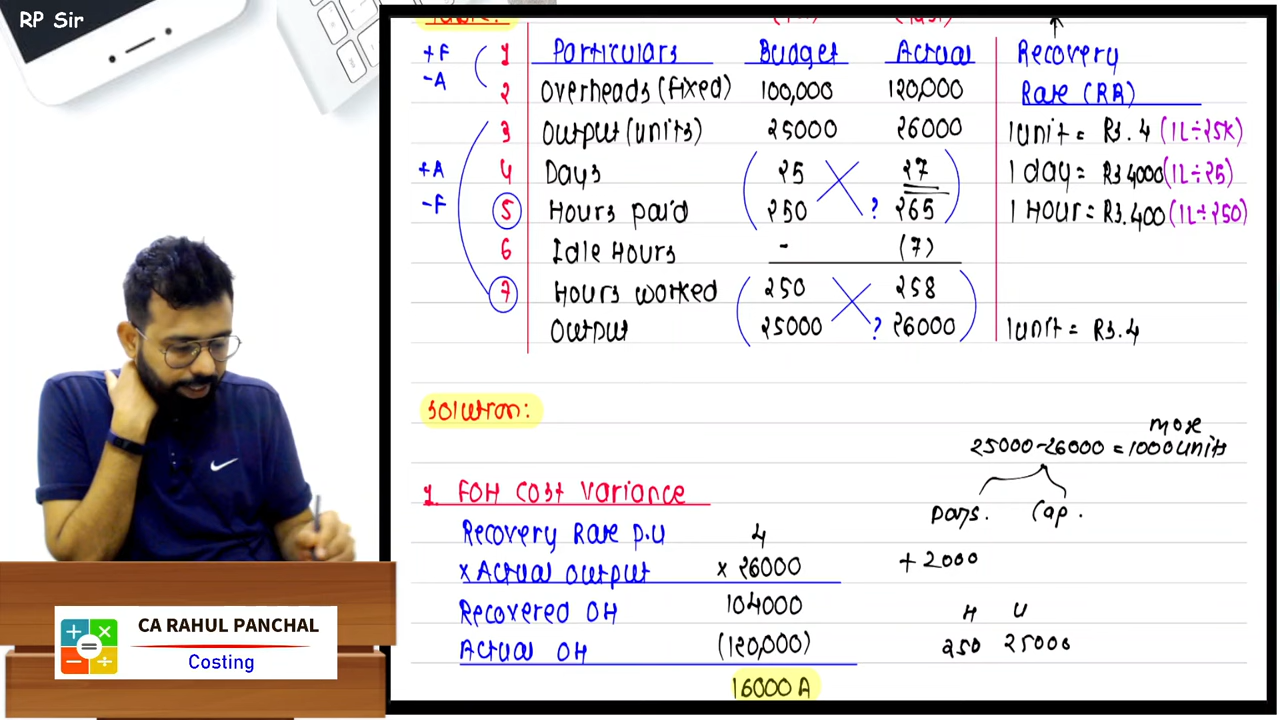 RP Sir
+F
-A
1 Particulars Budget Actual Recovery
2 Overheads (Fixed) 100,000 120,000 Rate (RR)
3 Output (units) 25000 26000 1 unit = Rs. 4 (1L÷25K)
+A
4 Days 25 27 1 day = Rs 4000 (1L÷25)
-F
5 Hours paid 250 ? 265 1 Hour = Rs. 400 (1L÷250)
6 Idle Hours - (7)
7 Hours worked 250 258
Output 25000 ? 26000 1 unit = Rs. 4
Solution:
more
25000-26000 = 1000 units
1. FOH Cost Variance
Days. Cap.
Recovery Rate P.U 4
x Actual Output x 26000
+2000
Recovered OH 104000
H U
Actual OH (120,000)
250 25000
16000 A
CA RAHUL PANCHAL
Costing